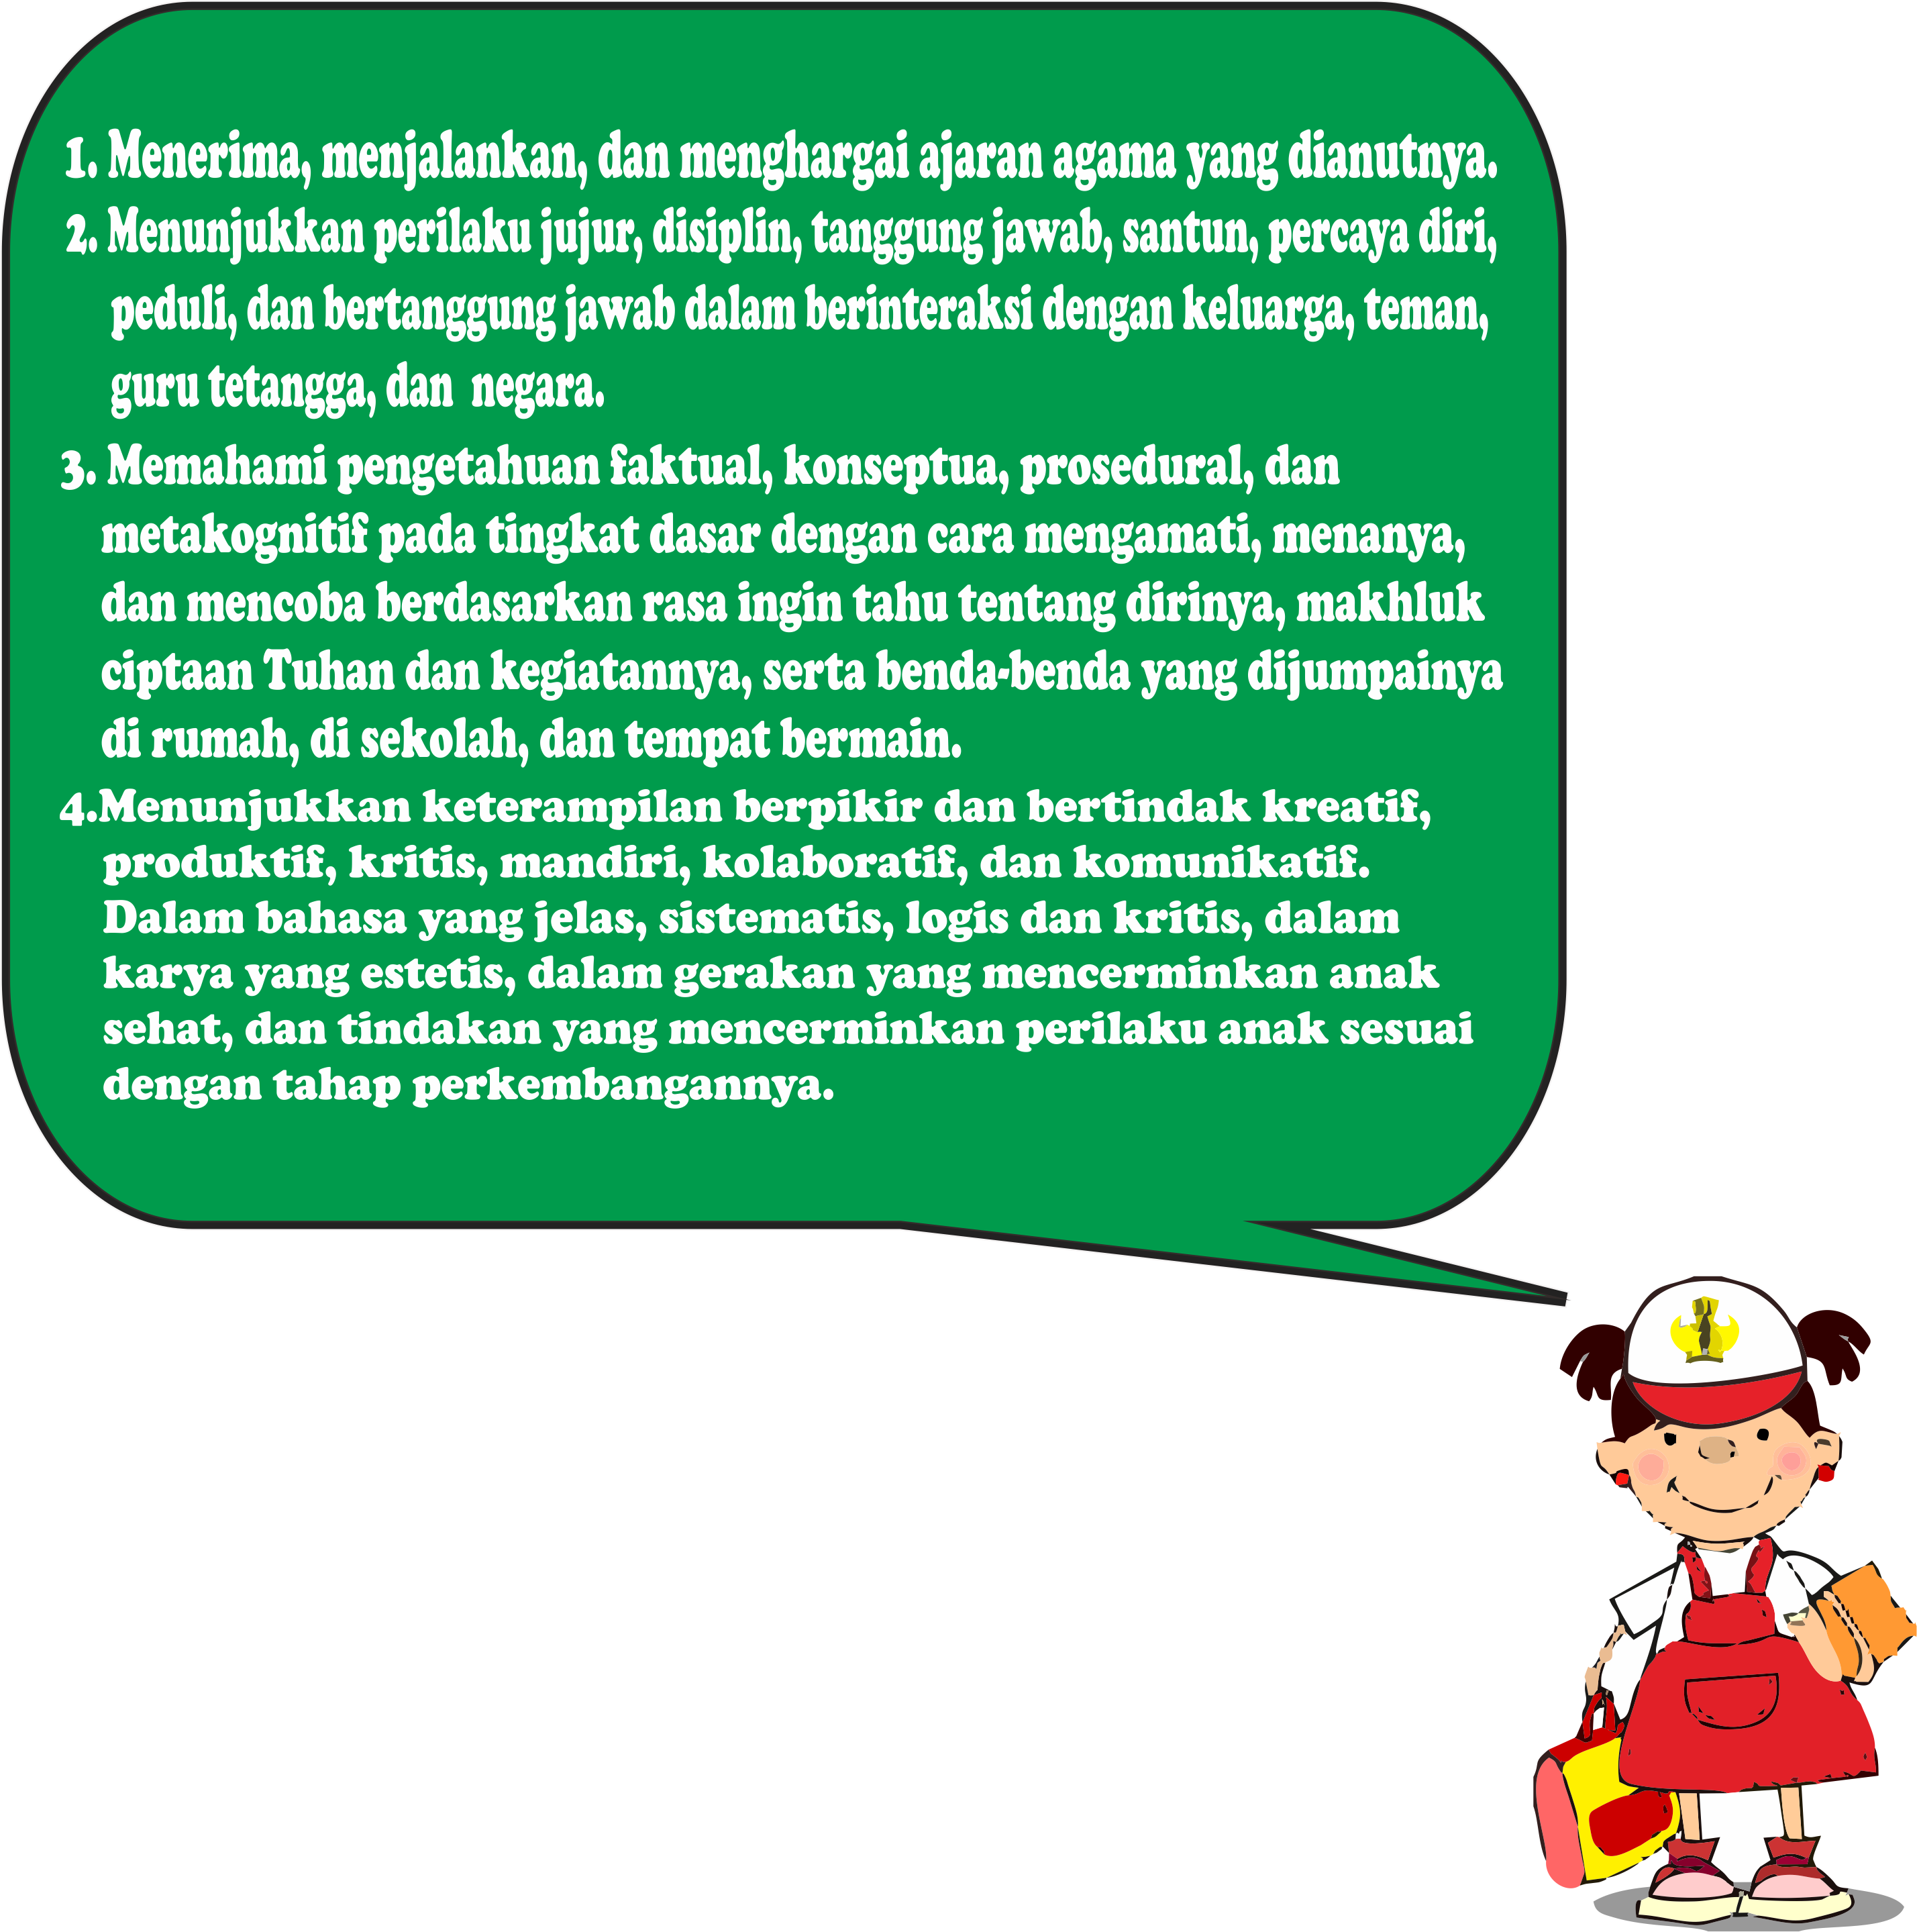 1. Menerima, menjalankan, dan menghargai ajaran agama yang dianutnya.
2. Menunjukkan perilaku jujur, disiplin, tanggung jawab, santun, percaya diri,
peduli, dan bertanggung jawab dalam berinteraksi dengan keluarga, teman,
guru tetangga, dan negara.
3. Memahami pengetahuan faktual, konseptua, prosedural, dan
metakognitif pada tingkat dasar dengan cara mengamati, menanya,
dan mencoba berdasarkan rasa ingin tahu tentang dirinya, makhluk
ciptaan Tuhan dan kegiatannya, serta benda-benda yang dijumpainya
di rumah, di sekolah, dan tempat bermain.
4.Menunjukkan keterampilan berpikir dan bertindak kreatif,
produktif, kritis, mandiri, kolaboratif, dan komunikatif.
Dalam bahasa yang jelas, sistematis, logis dan kritis, dalam
karya yang estetis, dalam gerakan yang mencerminkan anak
sehat, dan tindakan yang mencerminkan perilaku anak sesuai
dengan tahap perkembangannya.